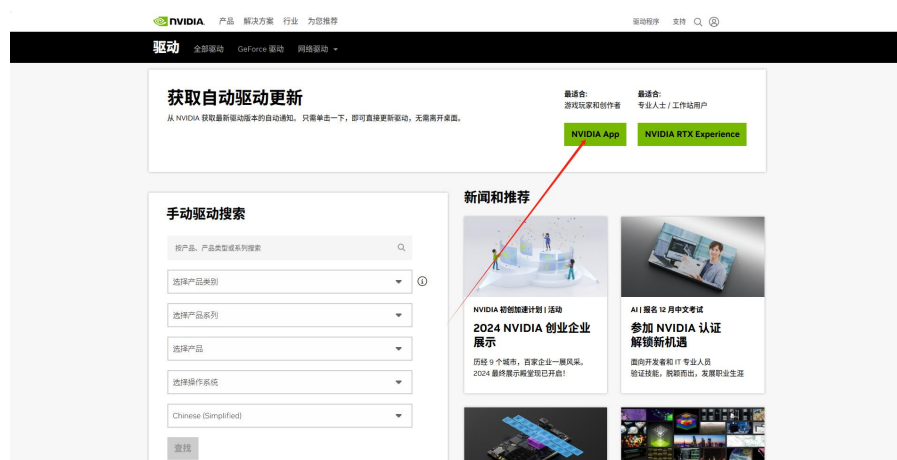 NVIDIA. 产品 解决方案 行业 为您推荐 驱动程序 支持
驱动 全部驱动 GeForce 驱动 网络驱动
获取自动驱动更新
从 NVIDIA 获取最新驱动版本的自动通知。 只需单击一下，即可直接更新驱动，无需离开桌面。
最适合:
游戏玩家和创作者
NVIDIA App
最适合:
专业人士 / 工作站用户
NVIDIA RTX Experience
手动驱动搜索
按产品、产品类型或系列搜索
选择产品类别
选择产品系列
选择产品
选择操作系统
Chinese (Simplified)
查找
新闻和推荐
NVIDIA 初创加速计划 | 活动
2024 NVIDIA 创业企业
展示
历经 9 个城市，百家企业一展风采。
2024 最终展示殿堂现已开启！
AI | 报名 12 月中文考试
参加 NVIDIA 认证
解锁新机遇
面向开发者和 IT 专业人员
验证技能，脱颖而出，发展职业生涯